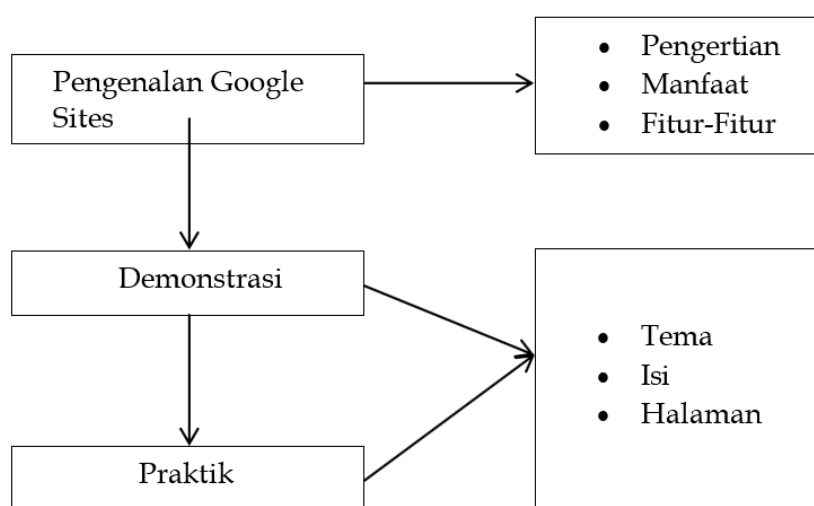 Pengenalan Google
Sites
• Pengertian
• Manfaat
• Fitur-Fitur
Demonstrasi
• Tema
• Isi
• Halaman
Praktik